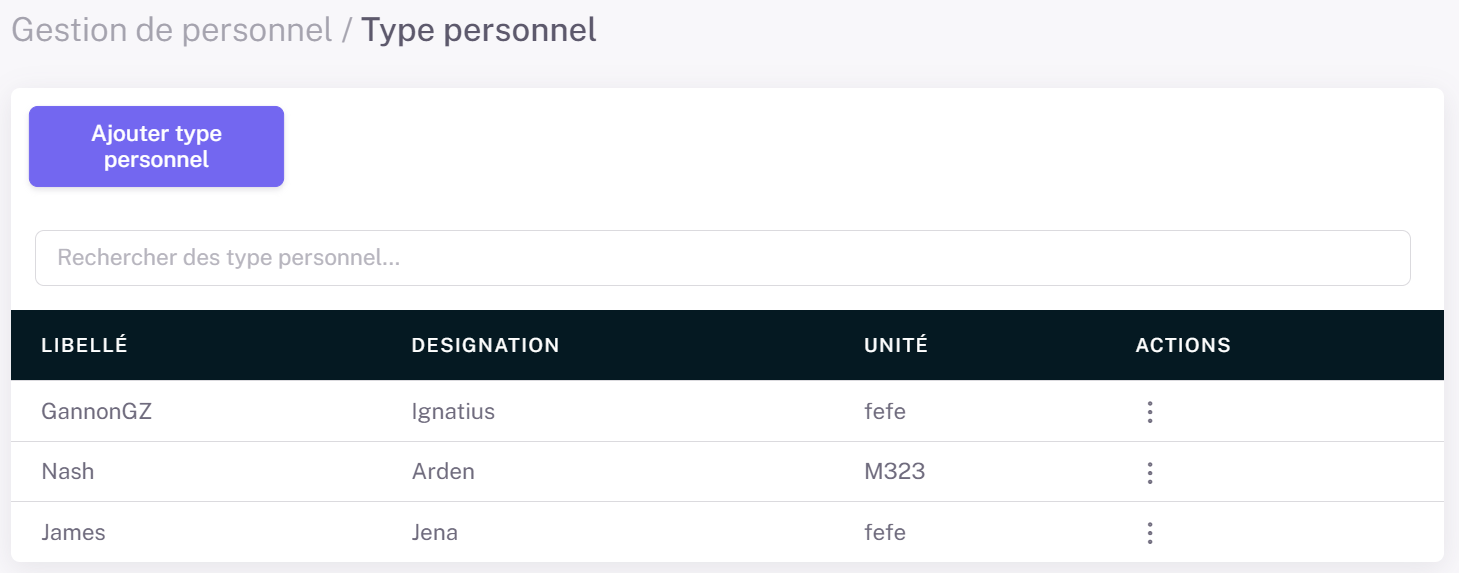 Gestion de personnel / Type personnel
Ajouter type
personnel
Rechercher des type personnel...
LIBELLÉ DESIGNATION UNITÉ ACTIONS
GannonGZ Ignatius fefe
Nash Arden M323
James Jena fefe